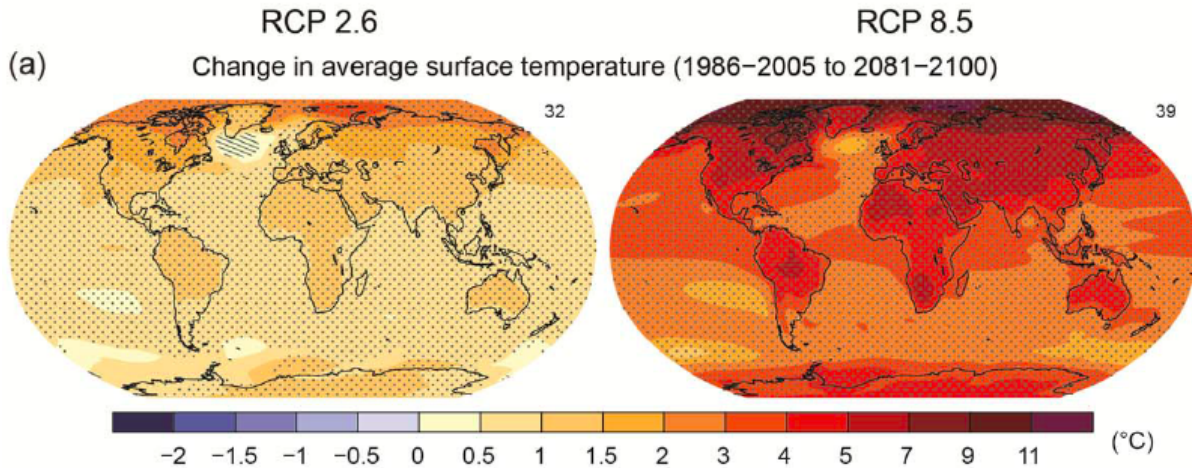 RCP 2.6 RCP 8.5
(a) Change in average surface temperature (1986−2005 to 2081−2100)
32 39
−2 −1.5 −1 −0.5 0 0.5 1 1.5 2 3 4 5 7 9 11 (°C)